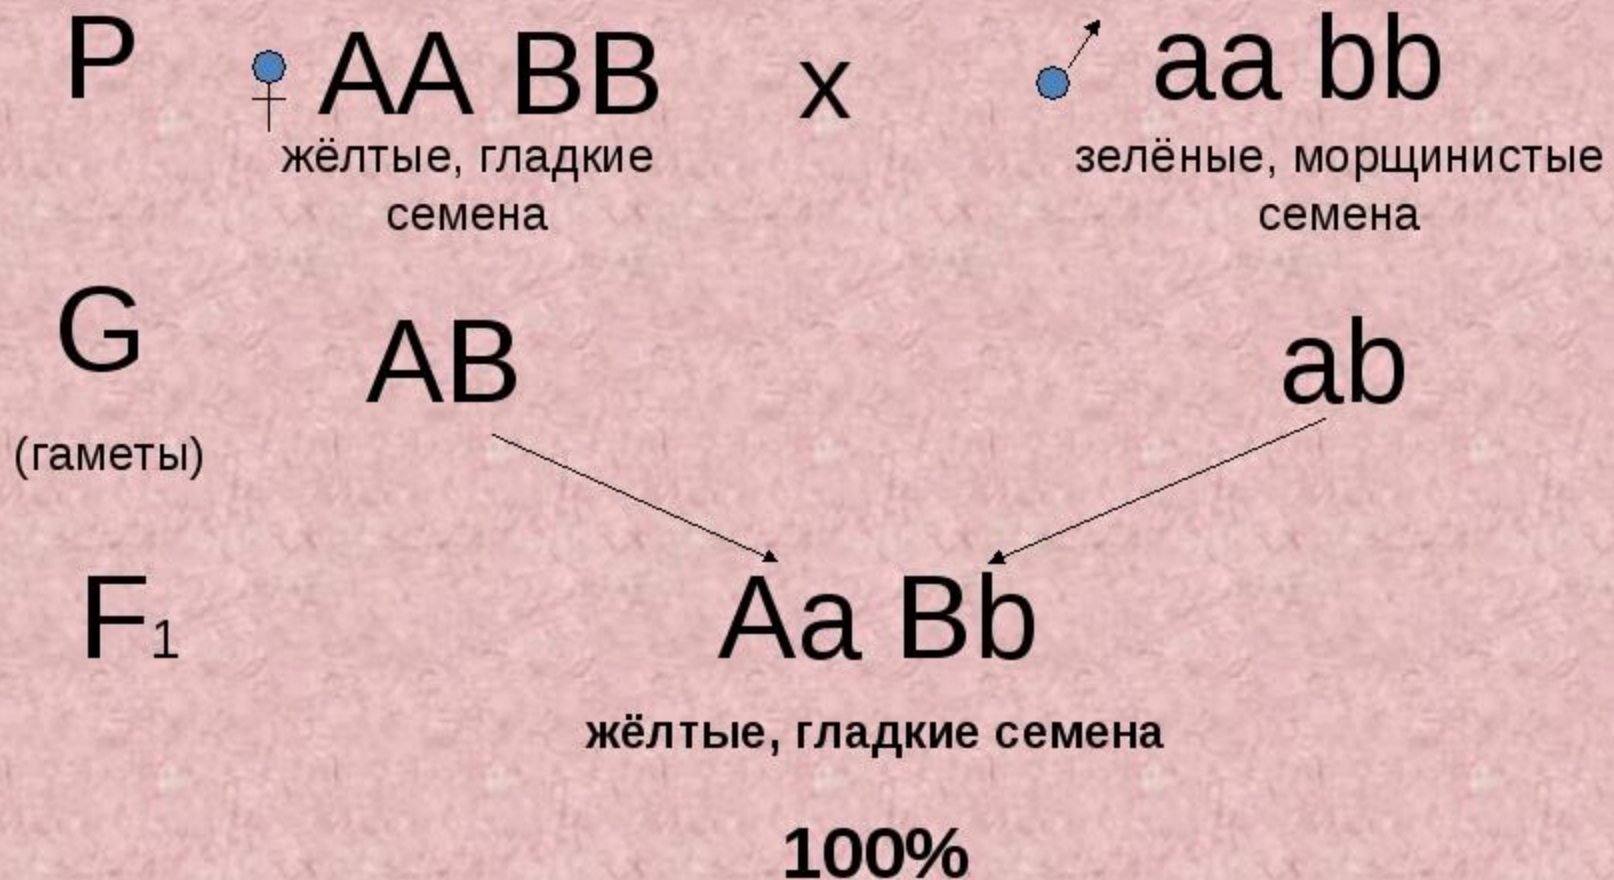 P AA BB x aa bb
жёлтые, гладкие зелёные, морщинистые
семена семена
G AB ab
(гаметы)
F1 Aa Bb
жёлтые, гладкие семена
100%